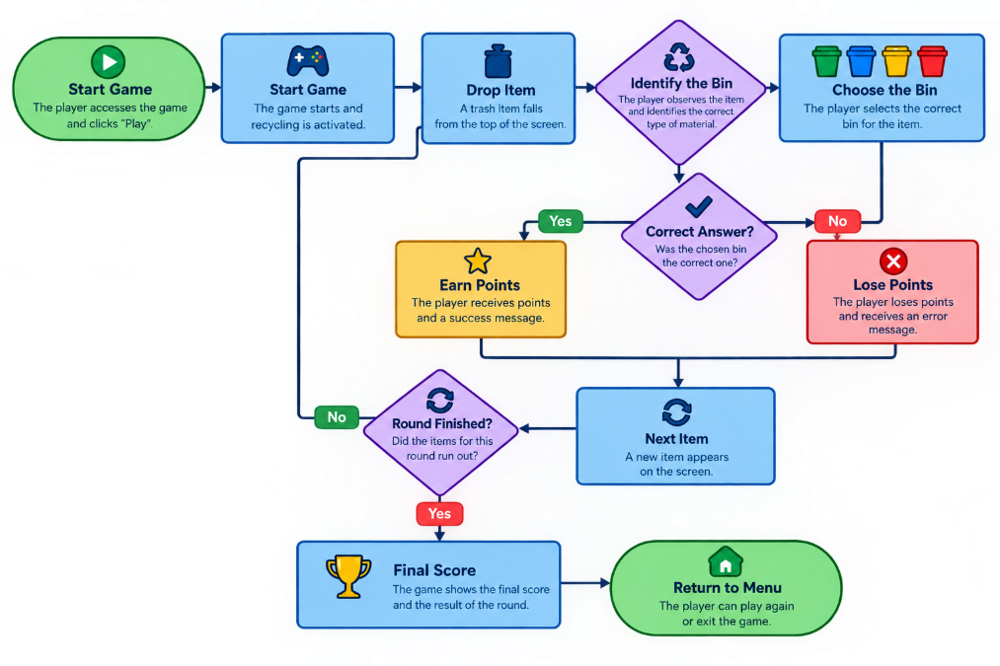 Start Game
The player accesses the game
and clicks "Play".
Start Game
The game starts and
recycling is activated.
Drop Item
A trash item falls
from the top of the screen.
Identify the Bin
The player observes the item
and identifies the correct
type of material.
Choose the Bin
The player selects the correct
bin for the item.
Yes
Correct Answer?
Was the chosen bin
the correct one?
No
Earn Points
The player receives points
and a success message.
Lose Points
The player loses points
and receives an error
message.
No
Round Finished?
Did the items for this
round run out?
Next Item
A new item appears
on the screen.
Yes
Final Score
The game shows the final score
and the result of the round.
Return to Menu
The player can play again
or exit the game.